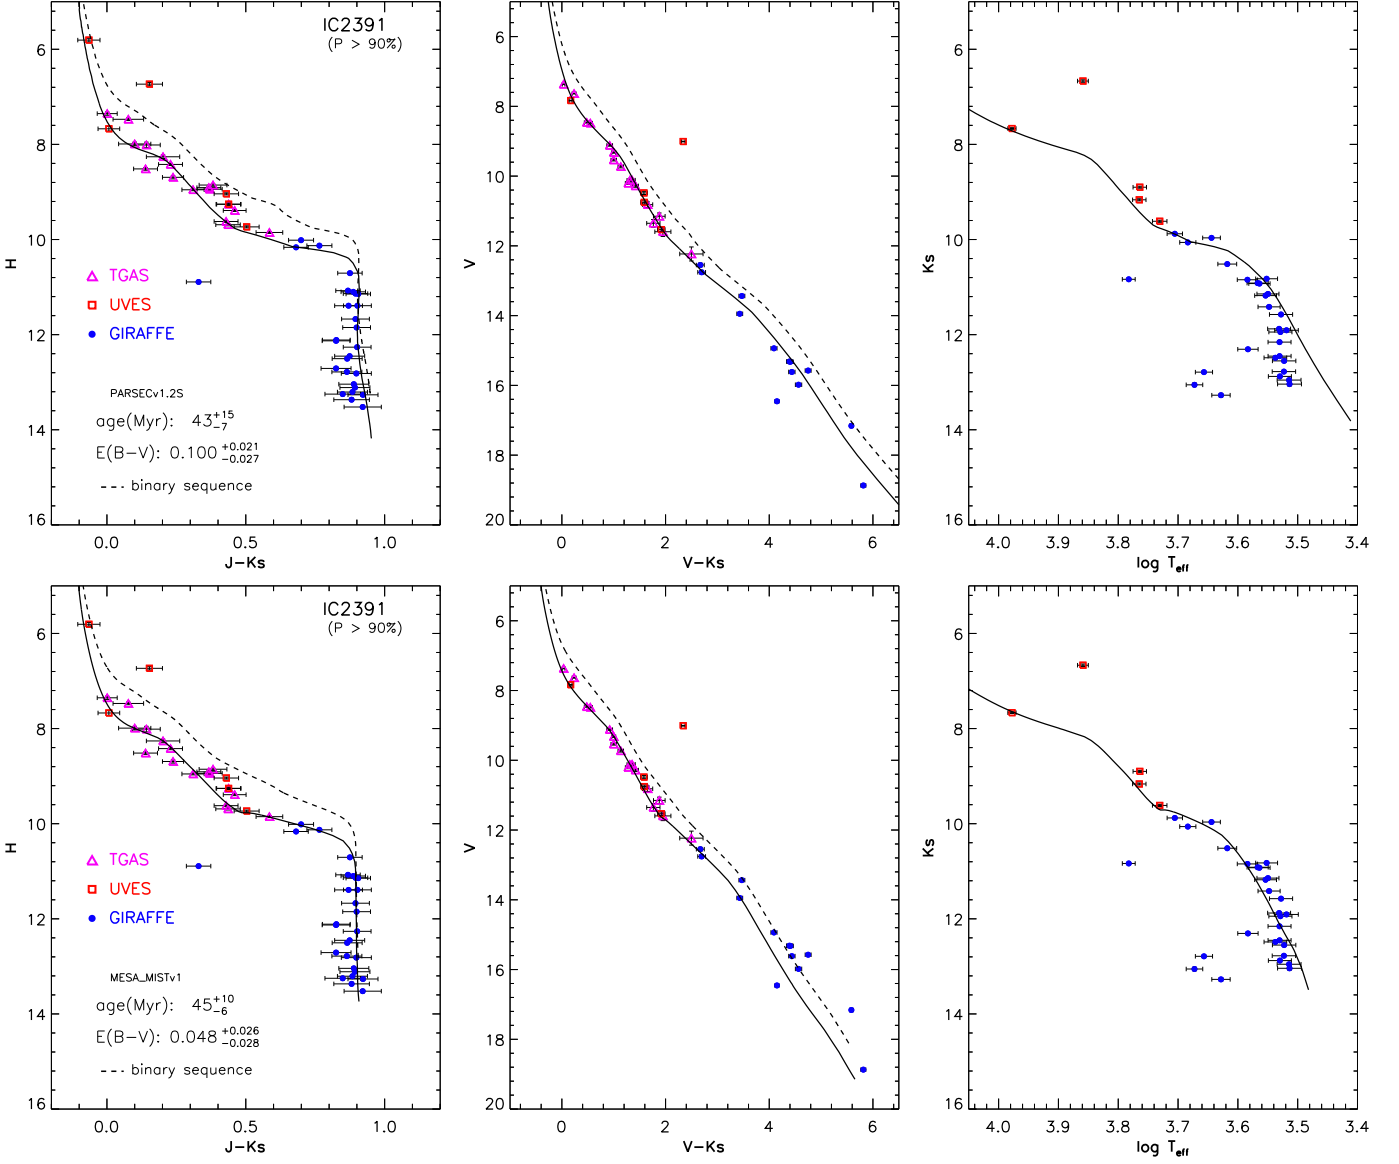 IC2391
(P > 90%)
6
8
10
12
14
16
H
TGAS
UVES
GIRAFFE
PARSECv1.2S
age(Myr): 43 +15 −7
E(B−V): 0.100 +0.021 −0.027
binary sequence
0.0 0.5 1.0
J−Ks
4
6
8
10
12
14
16
18
20
V
0 2 4 6
V−Ks
6
8
10
12
14
16
Ks
4.0 3.9 3.8 3.7 3.6 3.5 3.4
log Teff
IC2391
(P > 90%)
6
8
10
12
14
16
H
TGAS
UVES
GIRAFFE
MESA_MISTv1
age(Myr): 45 +10 −6
E(B−V): 0.048 +0.026 −0.028
binary sequence
0.0 0.5 1.0
J−Ks
6
8
10
12
14
16
18
20
V
0 2 4 6
V−Ks
6
8
10
12
14
16
Ks
4.0 3.9 3.8 3.7 3.6 3.5 3.4
log Teff